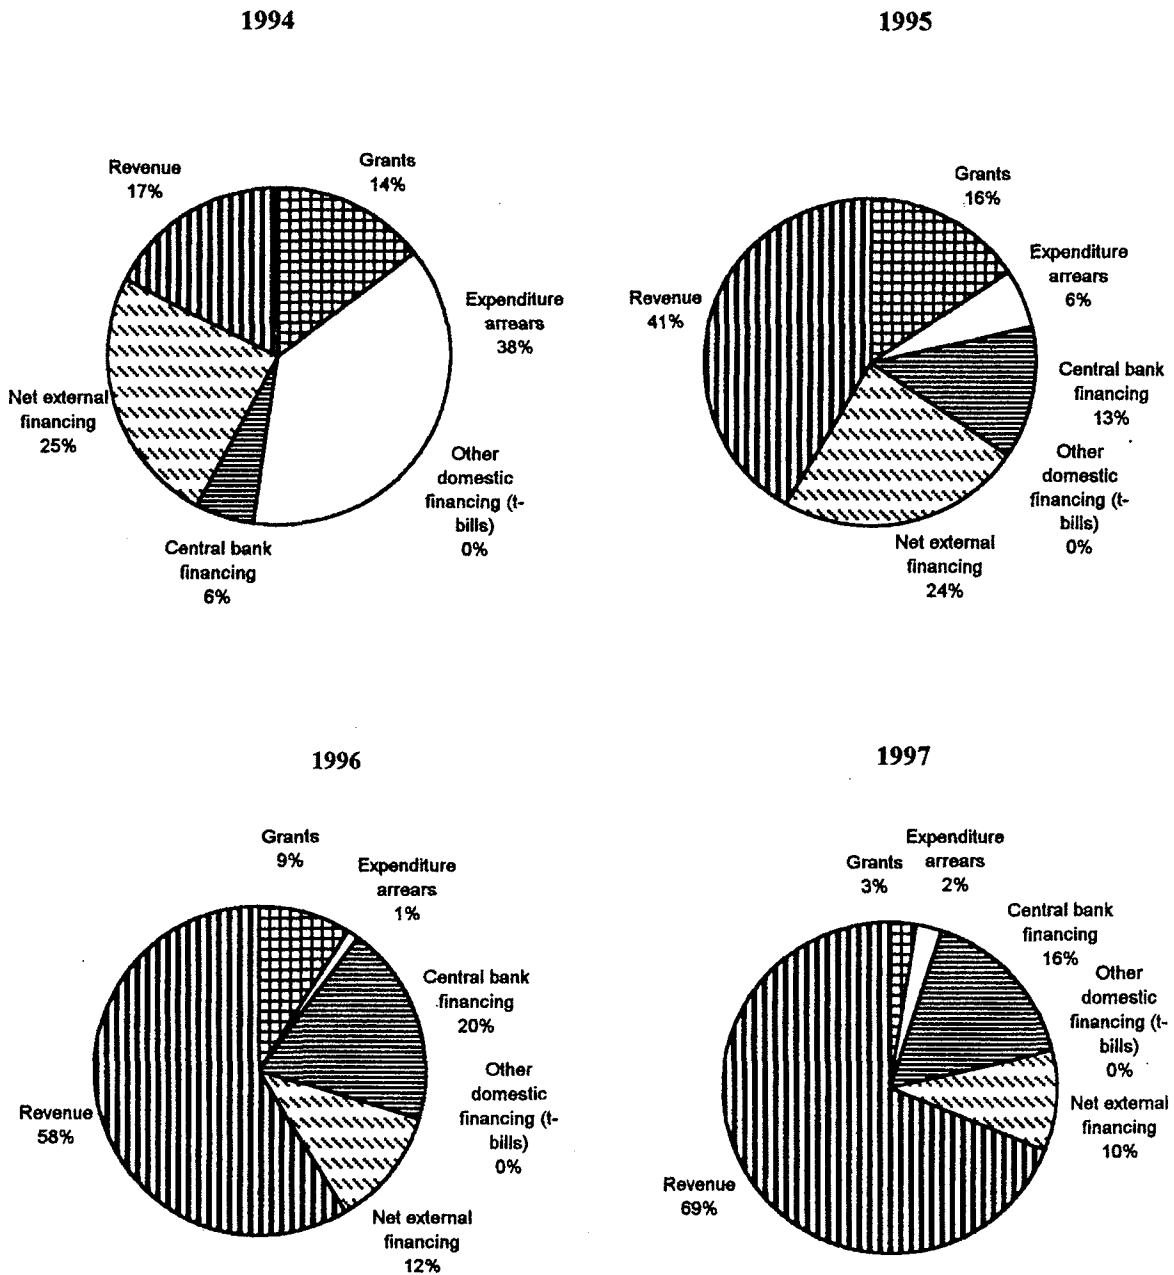 1994
Revenue
17%
Grants
14%
Expenditure
arrears
38%
Other
domestic
financing (t-
bills)
0%
Central bank
financing
6%
Net external
financing
25%
1995
Grants
16%
Expenditure
arrears
6%
Central bank
financing
13%
Other
domestic
financing (t-
bills)
0%
Net external
financing
24%
Revenue
41%
1996
Grants
9%
Expenditure
arrears
1%
Central bank
financing
20%
Other
domestic
financing (t-
bills)
0%
Net external
financing
12%
Revenue
58%
1997
Grants
3%
Expenditure
arrears
2%
Central bank
financing
16%
Other
domestic
financing (t-
bills)
0%
Net external
financing
10%
Revenue
69%